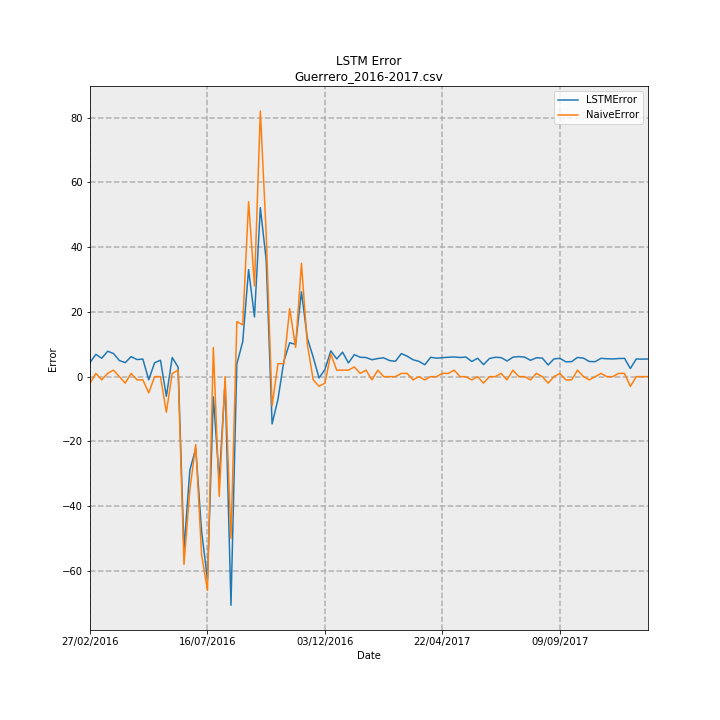 LSTM Error
Guerrero_2016-2017.csv
LSTMError
NaiveError
80
60
40
20
0
−20
−40
−60
Error
27/02/2016
16/07/2016
03/12/2016
22/04/2017
09/09/2017
Date